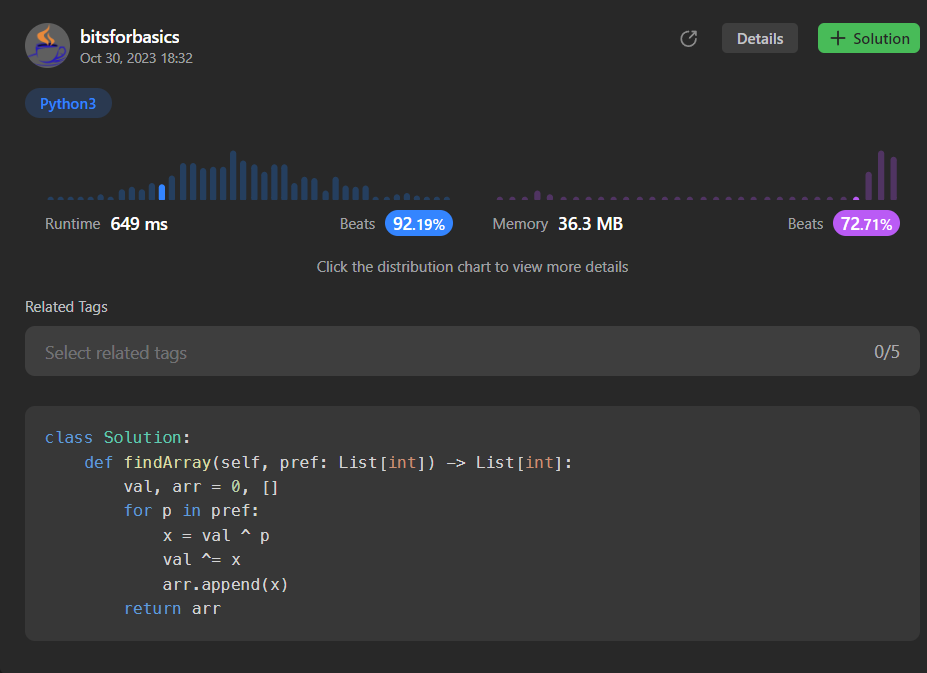 bitsforbasics
Oct 30, 2023 18:32
Details
+ Solution
Python3
Runtime 649 ms Beats 92.19%
Memory 36.3 MB Beats 72.71%
Click the distribution chart to view more details
Related Tags
Select related tags 0/5
class Solution:
    def findArray(self, pref: List[int]) -> List[int]:
        val, arr = 0, []
        for p in pref:
            x = val ^ p
            val ^= x
            arr.append(x)
        return arr